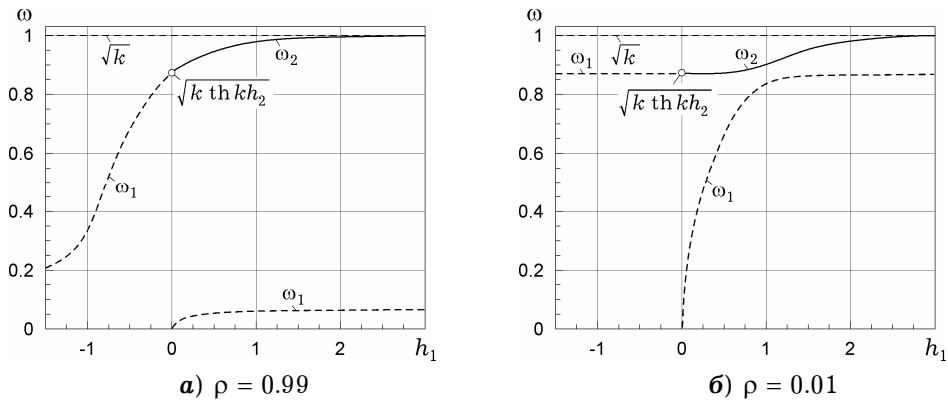 ω
1
0.8
0.6
0.4
0.2
0
-1
0
1
2
h₁
√k
ω₂
√k th kh₂
ω₁
ω₁
а) ρ = 0.99
ω
1
0.8
0.6
0.4
0.2
0
-1
0
1
2
h₁
√k
ω₁
ω₂
√k th kh₂
ω₁
б) ρ = 0.01